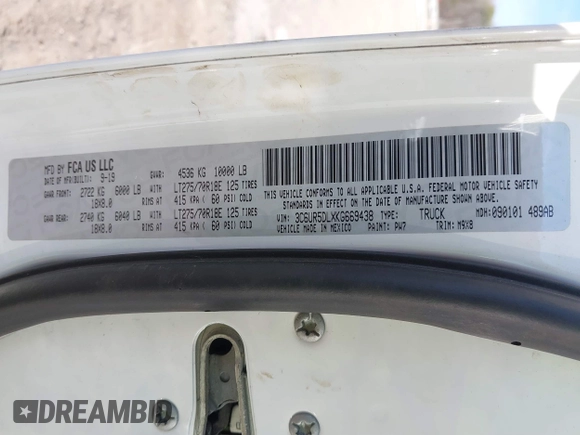 MFD BY FCA US LLC
DATE OF MFR(BUILT): 9-19 GVWR: 4536 KG 10000 LB
GAWR: FRONT 2722 KG 6000 LB WITH LT275/70R18E 125 TIRES
18X8.0 RIMS AT 415 KPA ( 60 PSI) COLD
GAWR: REAR 2740 KG 6040 LB WITH LT275/70R18E 125 TIRES
18X8.0 RIMS AT 415 KPA ( 60 PSI) COLD
THIS VEHICLE CONFORMS TO ALL APPLICABLE U.S.A. FEDERAL MOTOR VEHICLE SAFETY
STANDARDS IN EFFECT ON THE DATE OF MANUFACTURE SHOWN ABOVE.
VIN: 3C6UR5DLXKG669438 TYPE: TRUCK MDH: 090101 489AB
VEHICLE MADE IN MEXICO PAINT: PW7 TRIM: M9X8
DREAMBID